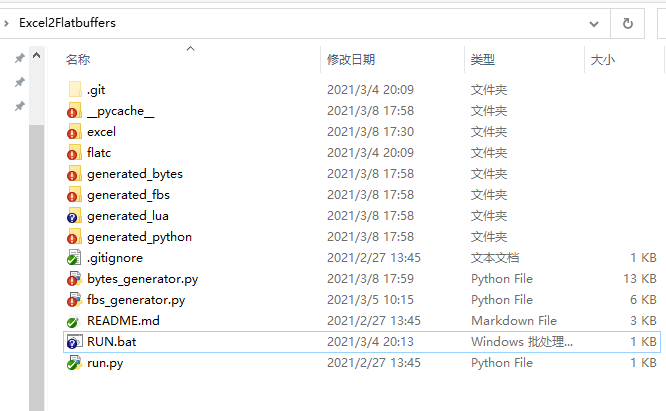 Excel2Flatbuffers
名称 修改日期 类型 大小
.git 2021/3/4 20:09 文件夹
__pycache__ 2021/3/8 17:58 文件夹
excel 2021/3/8 17:30 文件夹
flatc 2021/3/4 20:09 文件夹
generated_bytes 2021/3/8 17:58 文件夹
generated_fbs 2021/3/8 17:58 文件夹
generated_lua 2021/3/8 17:58 文件夹
generated_python 2021/3/8 17:58 文件夹
.gitignore 2021/2/27 13:45 文本文档 1 KB
bytes_generator.py 2021/3/8 17:59 Python File 13 KB
fbs_generator.py 2021/3/5 10:15 Python File 6 KB
README.md 2021/2/27 13:45 Markdown File 3 KB
RUN.bat 2021/3/4 20:13 Windows 批处理... 1 KB
run.py 2021/2/27 13:45 Python File 1 KB